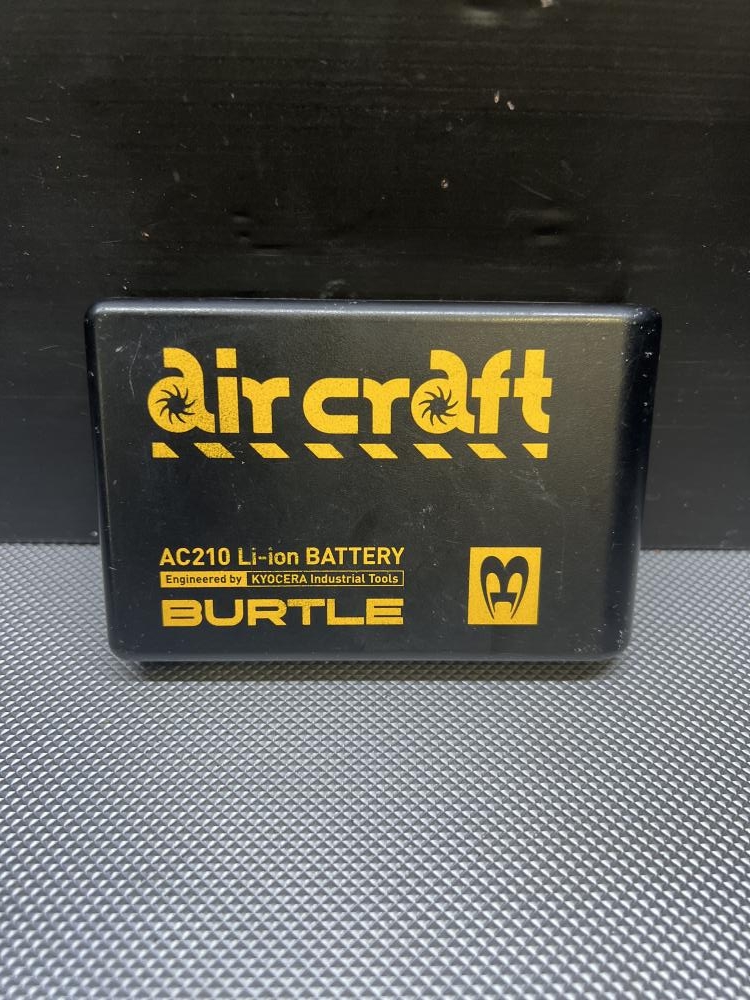 air craft
AC210 Li-ion BATTERY
Engineered by KYOCERA Industrial Tools
BURTLE